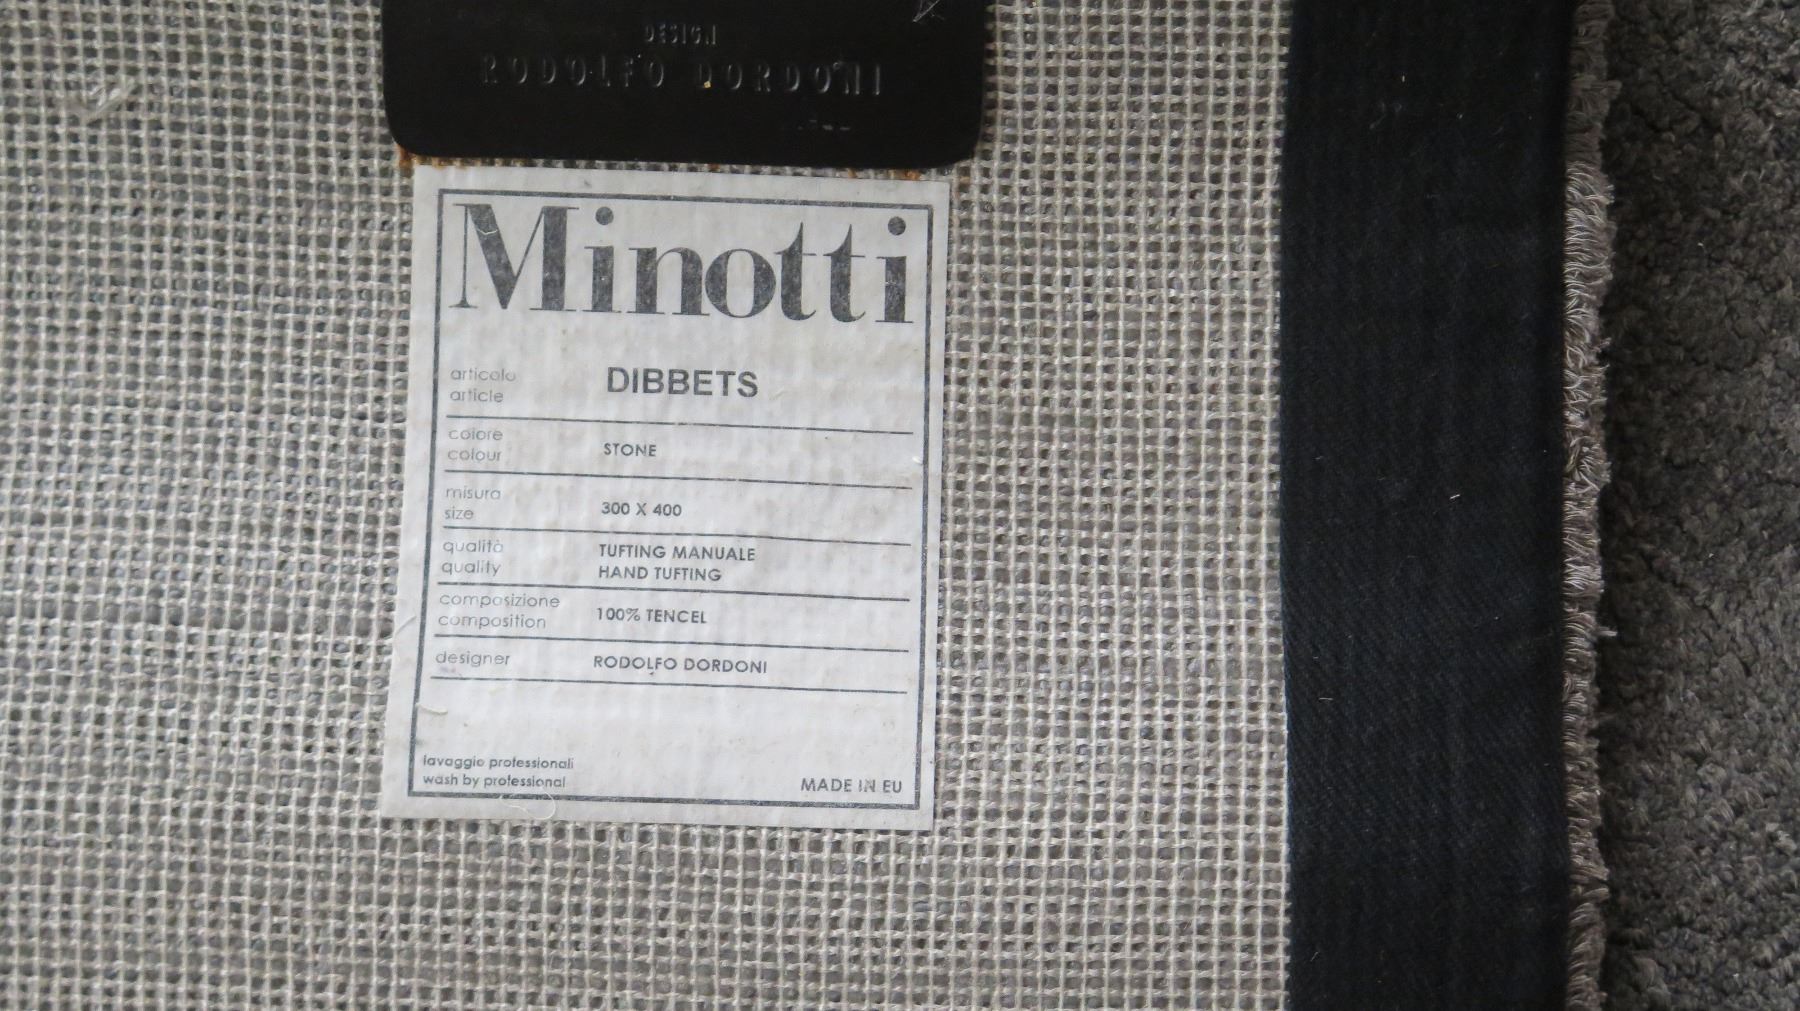 DESIGN
RODOLFO DORDONI
Minotti
articolo
article
DIBBETS
colore
colour
STONE
misura
size
300 X 400
qualità
quality
TUFTING MANUALE
HAND TUFTING
composizione
composition
100% TENCEL
designer
RODOLFO DORDONI
lavaggio professionali
wash by professional
MADE IN EU